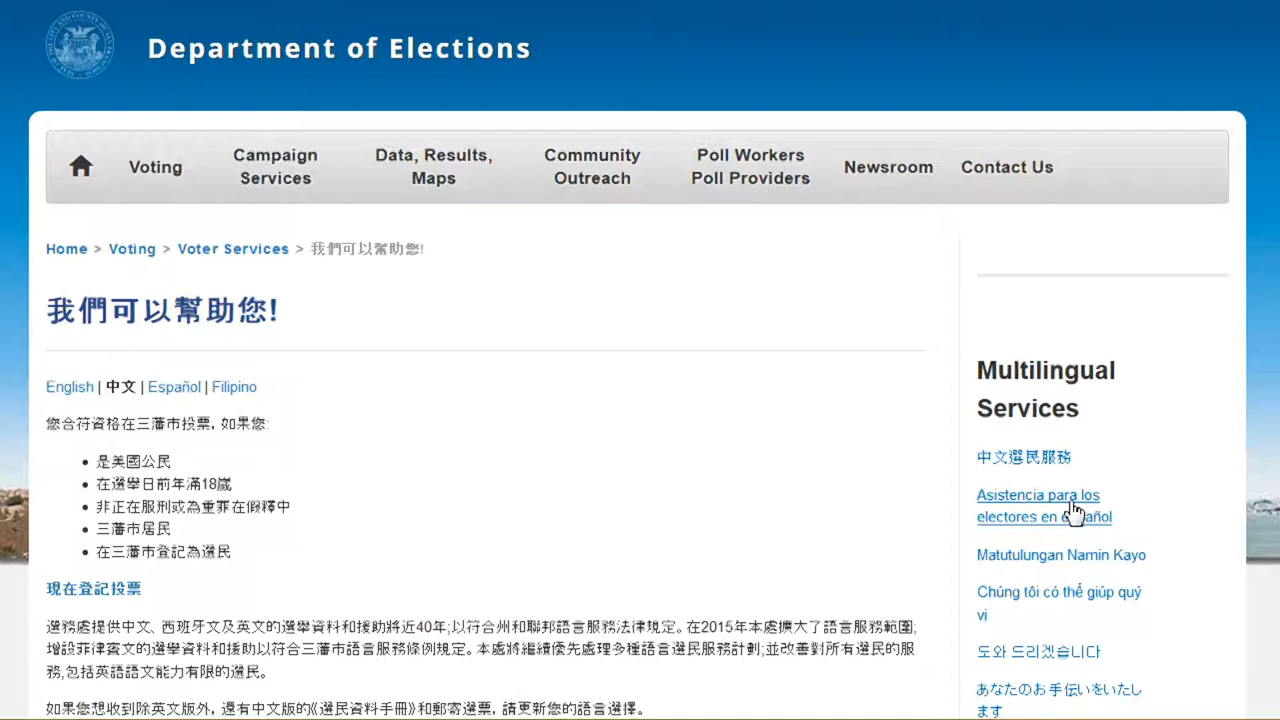 Department of Elections
Voting
Campaign
Services
Data, Results,
Maps
Community
Outreach
Poll Workers
Poll Providers
Newsroom
Contact Us
Home > Voting > Voter Services > 我們可以幫助您!
我們可以幫助您!
English | 中文 | Español | Filipino
您合符資格在三藩市投票, 如果您:
是美國公民
在選舉日前年滿18歲
非正在服刑或為重罪在假釋中
三藩市居民
在三藩市登記為選民
現在登記投票
選務處提供中文、西班牙文及英文的選舉資料和援助將近40年;以符合州和聯邦語言服務法律規定。在2015年本處擴大了語言服務範圍;
增設菲律賓文的選舉資料和援助以符合三藩市語言服務條例規定。本處將繼續優先處理多種語言選民服務計劃;並改善對所有選民的服
務,包括英語語文能力有限的選民。
如果您想收到除英文版外, 還有中文版的《選民資料手冊》和郵寄選票, 請更新您的語言選擇。
Multilingual
Services
中文選民服務
Asistencia para los
electores en español
Matutulungan Namin Kayo
Chúng tôi có thể giúp quý
vị
도와 드리겠습니다
あなたのお手伝いをいたし
ます